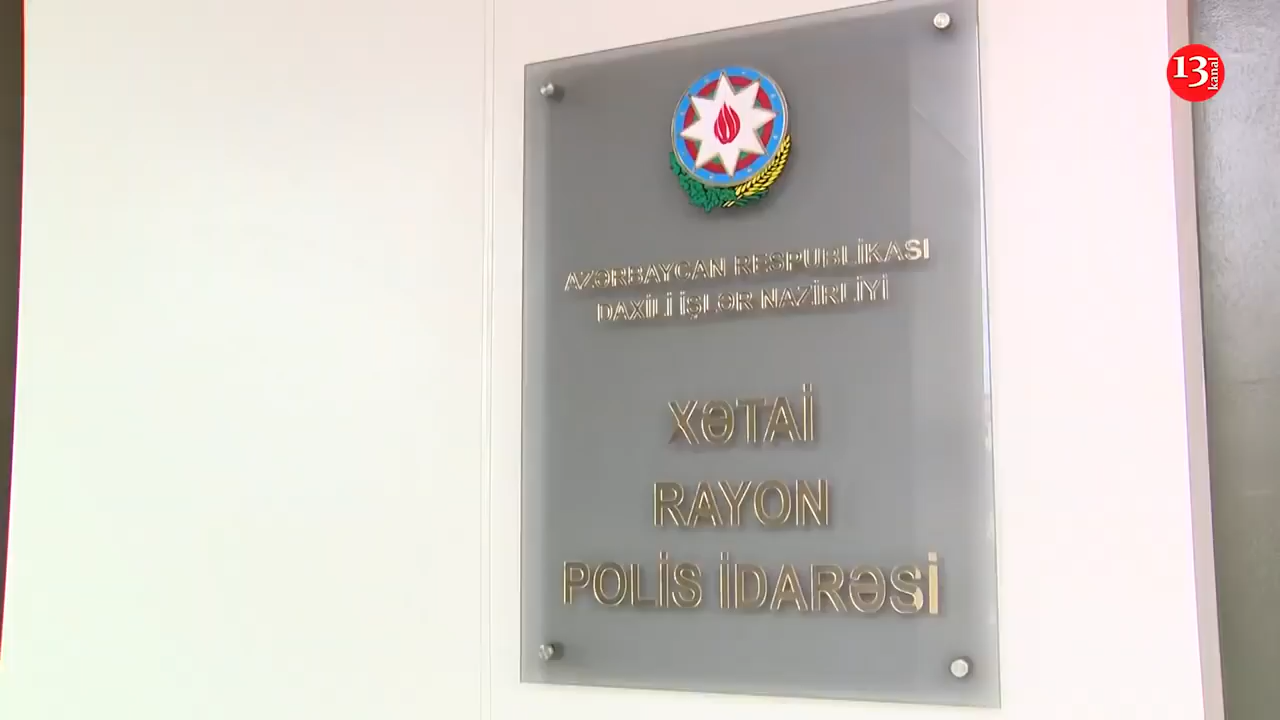 AZƏRBAYCAN RESPUBLİKASI
DAXİLİ İŞLƏR NAZİRLİYİ
XƏTAİ
RAYON
POLİS İDARƏSİ
13
kanal